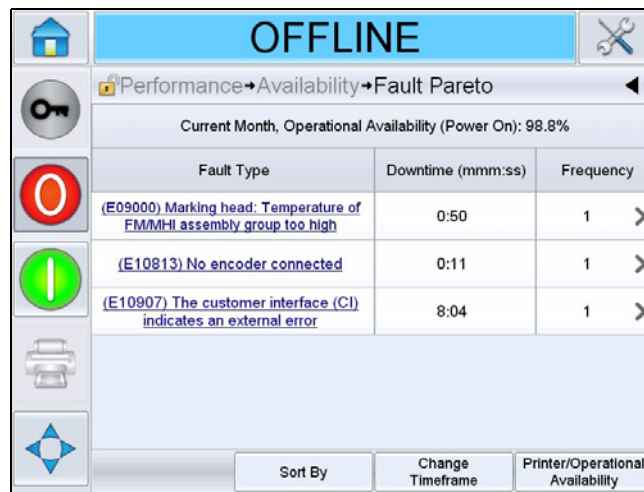 OFFLINE
Performance→Availability→Fault Pareto
Current Month, Operational Availability (Power On): 98.8%
Fault Type Downtime (mmm:ss) Frequency
(E09000) Marking head: Temperature of
FM/MHI assembly group too high
0:50 1
(E10813) No encoder connected 0:11 1
(E10907) The customer interface (CI)
indicates an external error
8:04 1
Sort By
Change
Timeframe
Printer/Operational
Availability